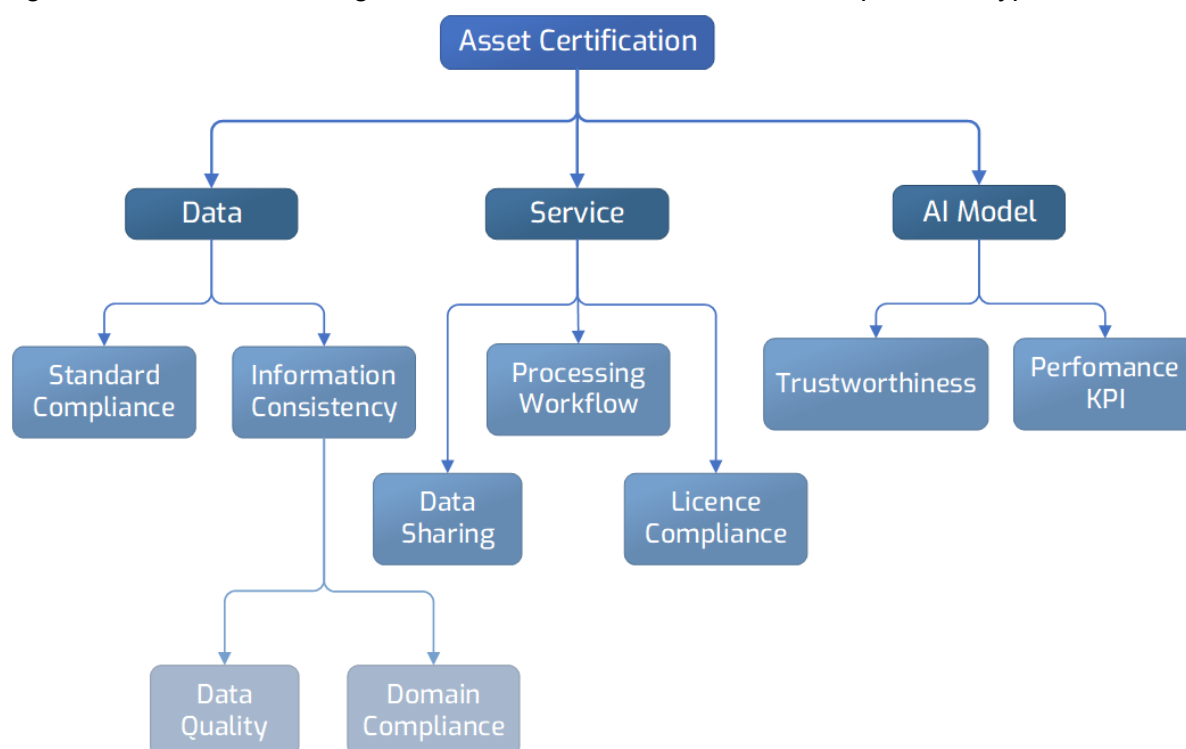 Asset Certification
Data
Service
AI Model
Standard
Compliance
Information
Consistency
Processing
Workflow
Trustworthiness
Perfomance
KPI
Data
Sharing
Licence
Compliance
Data
Quality
Domain
Compliance